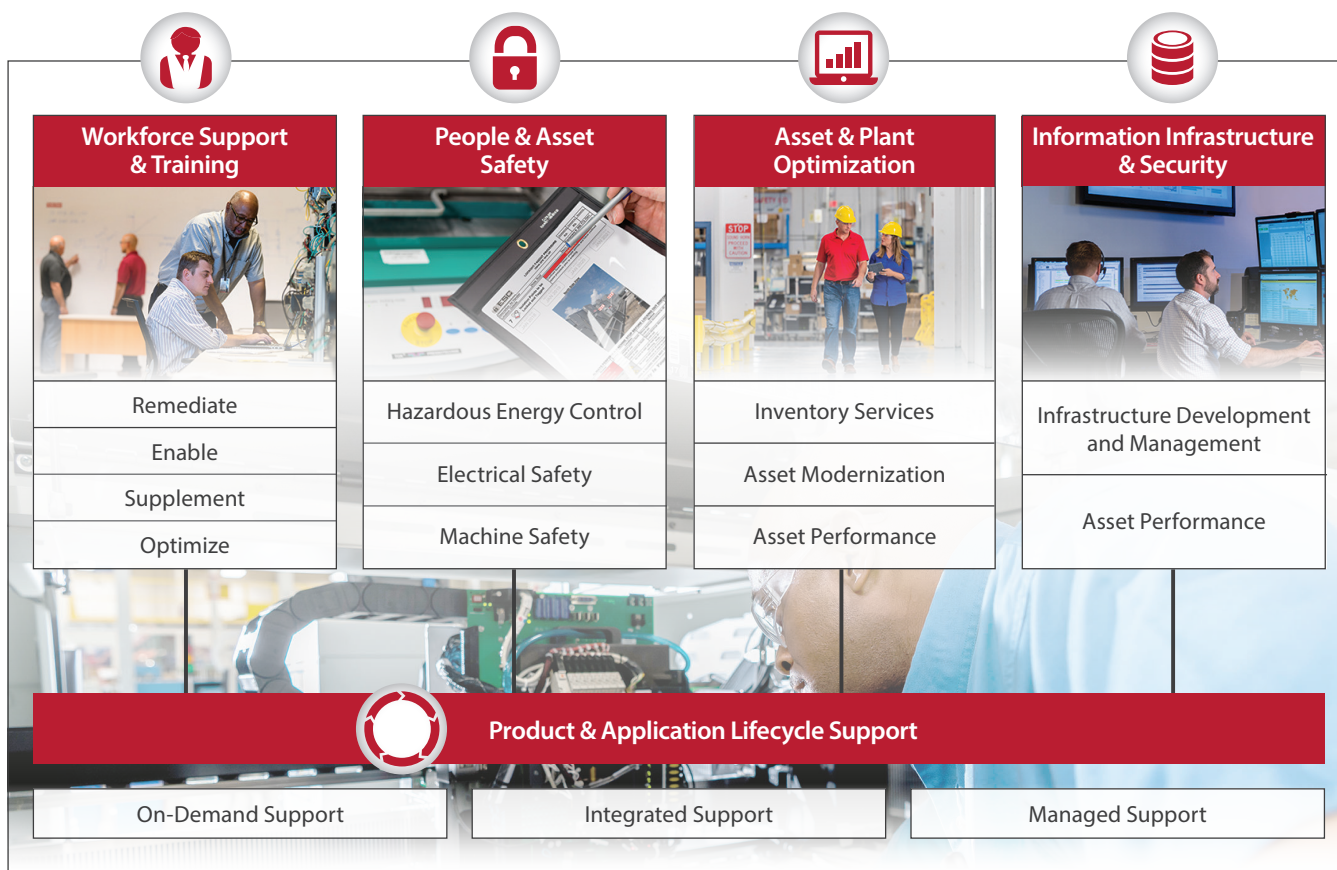 Workforce Support
& Training
People & Asset
Safety
Asset & Plant
Optimization
Information Infrastructure
& Security
STOP
Remediate
Enable
Supplement
Optimize
Hazardous Energy Control
Electrical Safety
Machine Safety
Inventory Services
Asset Modernization
Asset Performance
Infrastructure Development
and Management
Asset Performance
Product & Application Lifecycle Support
On-Demand Support
Integrated Support
Managed Support